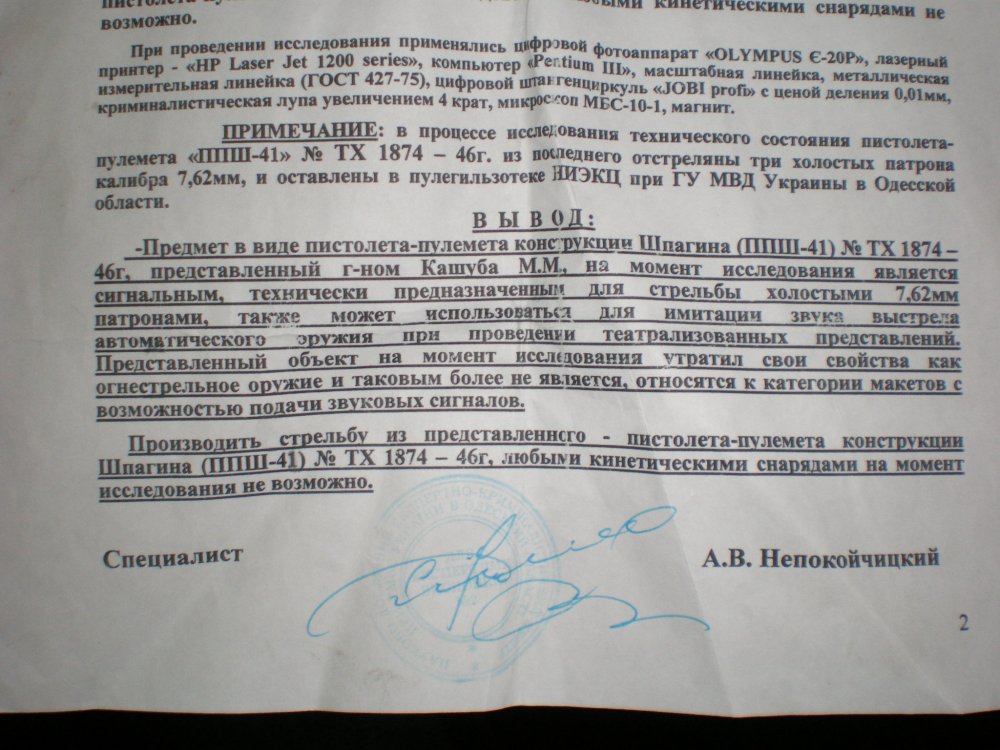 кинетическими снарядами не
возможно.
При проведении исследования применялись цифровой фотоаппарат «OLYMPUS Є-20P», лазерный
принтер - «HP Laser Jet 1200 series», компьютер «Pentium III», масштабная линейка, металлическая
измерительная линейка (ГОСТ 427-75), цифровой штангенциркуль «JOBI profi» с ценой деления 0,01мм,
криминалистическая лупа увеличением 4 крат, микроскоп МБС-10-1, магнит.
ПРИМЕЧАНИЕ: в процессе исследования технического состояния пистолета-
пулемета «ППШ-41» № ТХ 1874 – 46г. из последнего отстреляны три холостых патрона
калибра 7,62мм, и оставлены в пулегильзотеке НИЭКЦ при ГУ МВД Украины в Одесской
области.
В Ы В О Д:
-Предмет в виде пистолета-пулемета конструкции Шпагина (ППШ-41) № ТХ 1874 –
46г, представленный г-ном Кашуба М.М., на момент исследования является
сигнальным, технически предназначенным для стрельбы холостыми 7,62мм
патронами, также может использоваться для имитации звука выстрела
автоматического оружия при проведении театрализованных представлений.
Представленный объект на момент исследования утратил свои свойства как
огнестрельное оружие и таковым более не является, относятся к категории макетов с
возможностью подачи звуковых сигналов.
Производить стрельбу из представленного - пистолета-пулемета конструкции
Шпагина (ППШ-41) № ТХ 1874 – 46г, любыми кинетическими снарядами на момент
исследования не возможно.
Специалист
А.В. Непокойчицкий
2